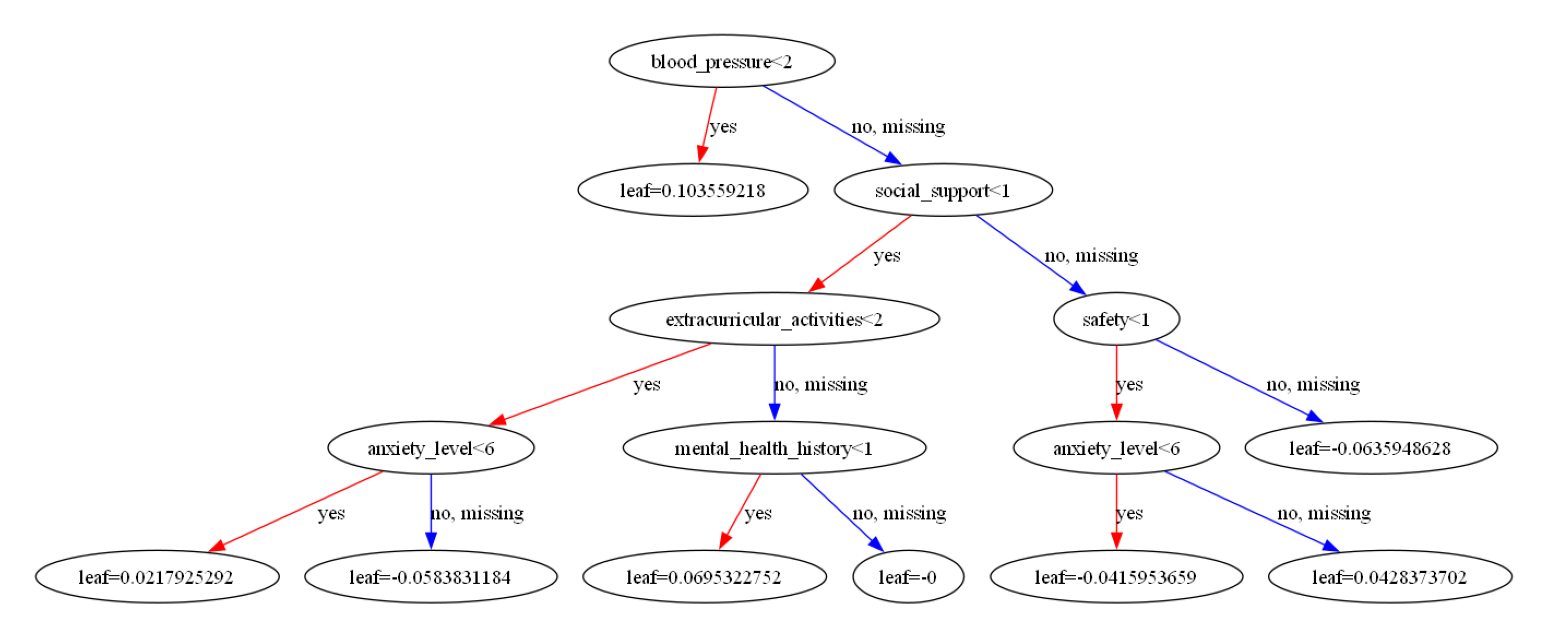 blood_pressure<2
yes
no, missing
leaf=0.103559218
social_support<1
yes
no, missing
extracurricular_activities<2
safety<1
yes
no, missing
yes
no, missing
anxiety_level<6
mental_health_history<1
anxiety_level<6
leaf=-0.0635948628
yes
no, missing
yes
no, missing
yes
no, missing
leaf=0.0217925292
leaf=-0.0583831184
leaf=0.0695322752
leaf=-0
leaf=-0.0415953659
leaf=0.0428373702